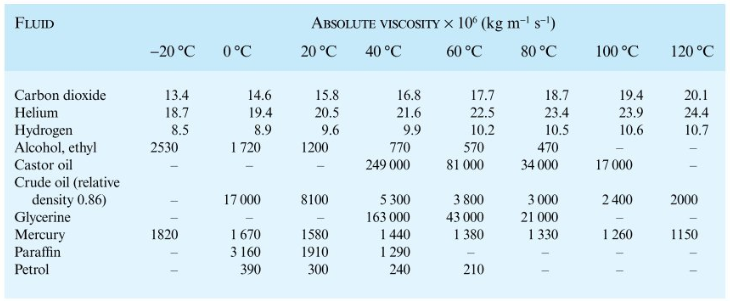 FLUID ABSOLUTE VISCOSITY × 10⁶ (kg m⁻¹ s⁻¹)
−20 °C 0 °C 20 °C 40 °C 60 °C 80 °C 100 °C 120 °C
Carbon dioxide 13.4 14.6 15.8 16.8 17.7 18.7 19.4 20.1
Helium 18.7 19.4 20.5 21.6 22.5 23.4 23.9 24.4
Hydrogen 8.5 8.9 9.6 9.9 10.2 10.5 10.6 10.7
Alcohol, ethyl 2530 1 720 1200 770 570 470 – –
Castor oil – – – 249 000 81 000 34 000 17 000 –
Crude oil (relative
density 0.86) – 17 000 8100 5 300 3 800 3 000 2 400 2000
Glycerine – – – 163 000 43 000 21 000 – –
Mercury 1820 1 670 1580 1 440 1 380 1 330 1 260 1150
Paraffin – 3 160 1910 1 290 – – – –
Petrol – 390 300 240 210 – – –